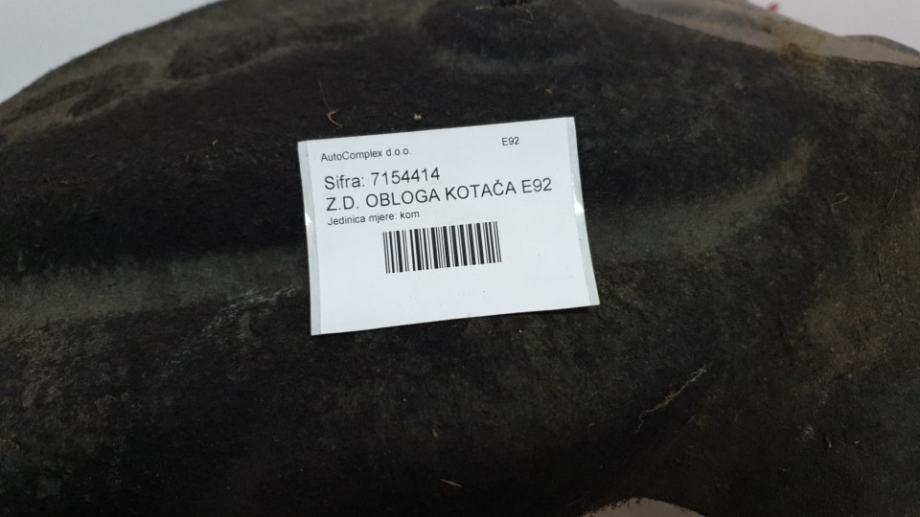 AutoComplex d.o.o. E92
Sifra: 7154414
Z.D. OBLOGA KOTAČA E92
Jedinica mjere: kom